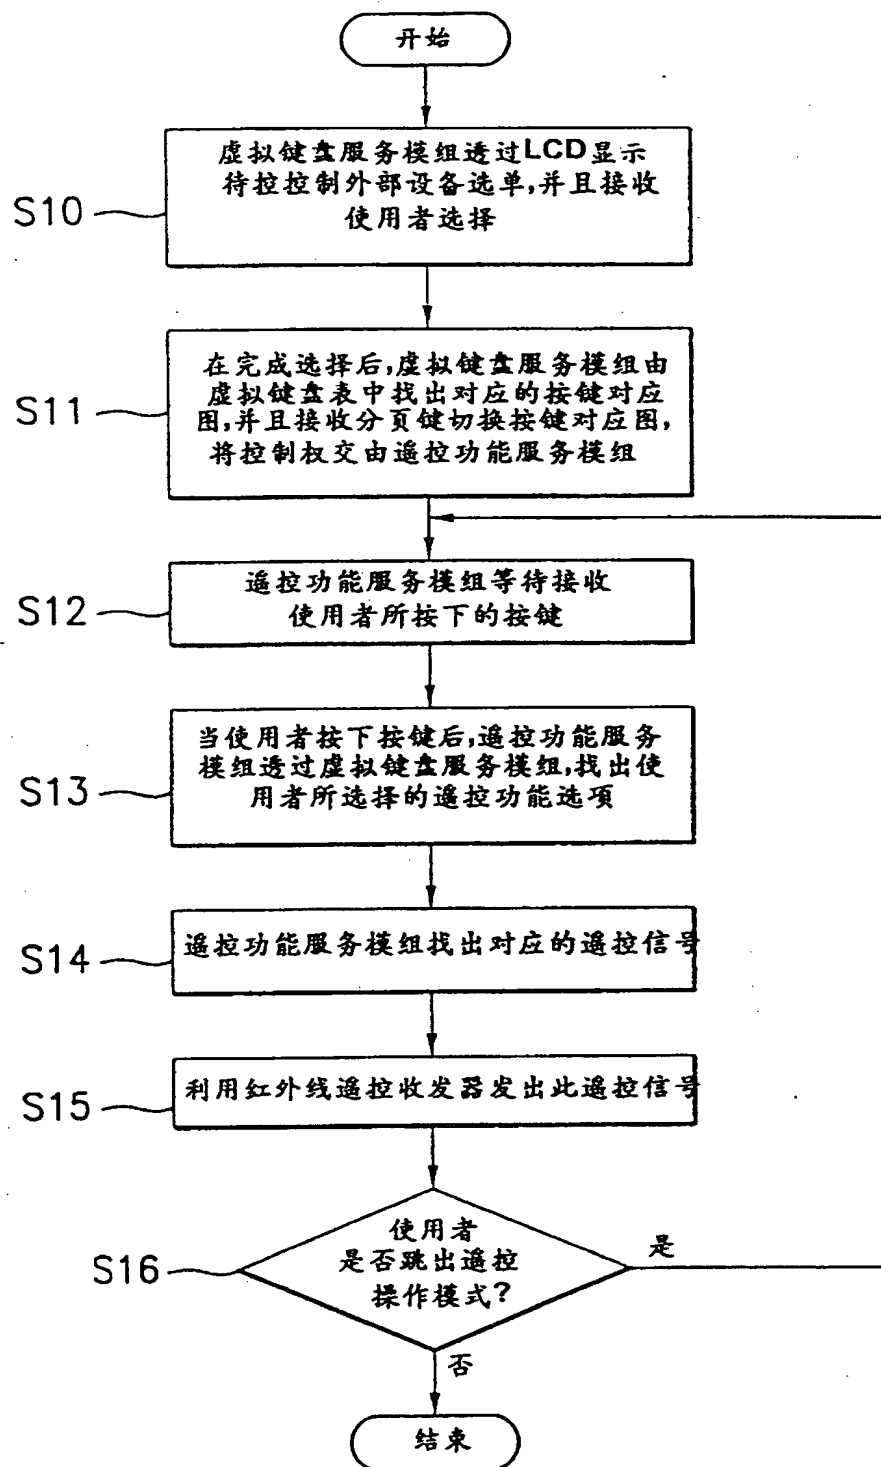 开始
虚拟键盘服务模组透过LCD显示
待控控制外部设备选单,并且接收
使用者选择
S10
在完成选择后,虚拟键盘服务模组由
虚拟键盘表中找出对应的按键对应
图,并且接收分页键切换按键对应图,
将控制权交由遥控功能服务模组
S11
遥控功能服务模组等待接收
使用者所按下的按键
S12
当使用者按下按键后,遥控功能服务
模组透过虚拟键盘服务模组,找出使
用者所选择的遥控功能选项
S13
遥控功能服务模组找出对应的遥控信号
S14
利用红外线遥控收发器发出此遥控信号
S15
使用者
是否跳出遥控
操作模式?
S16
是
否
结束